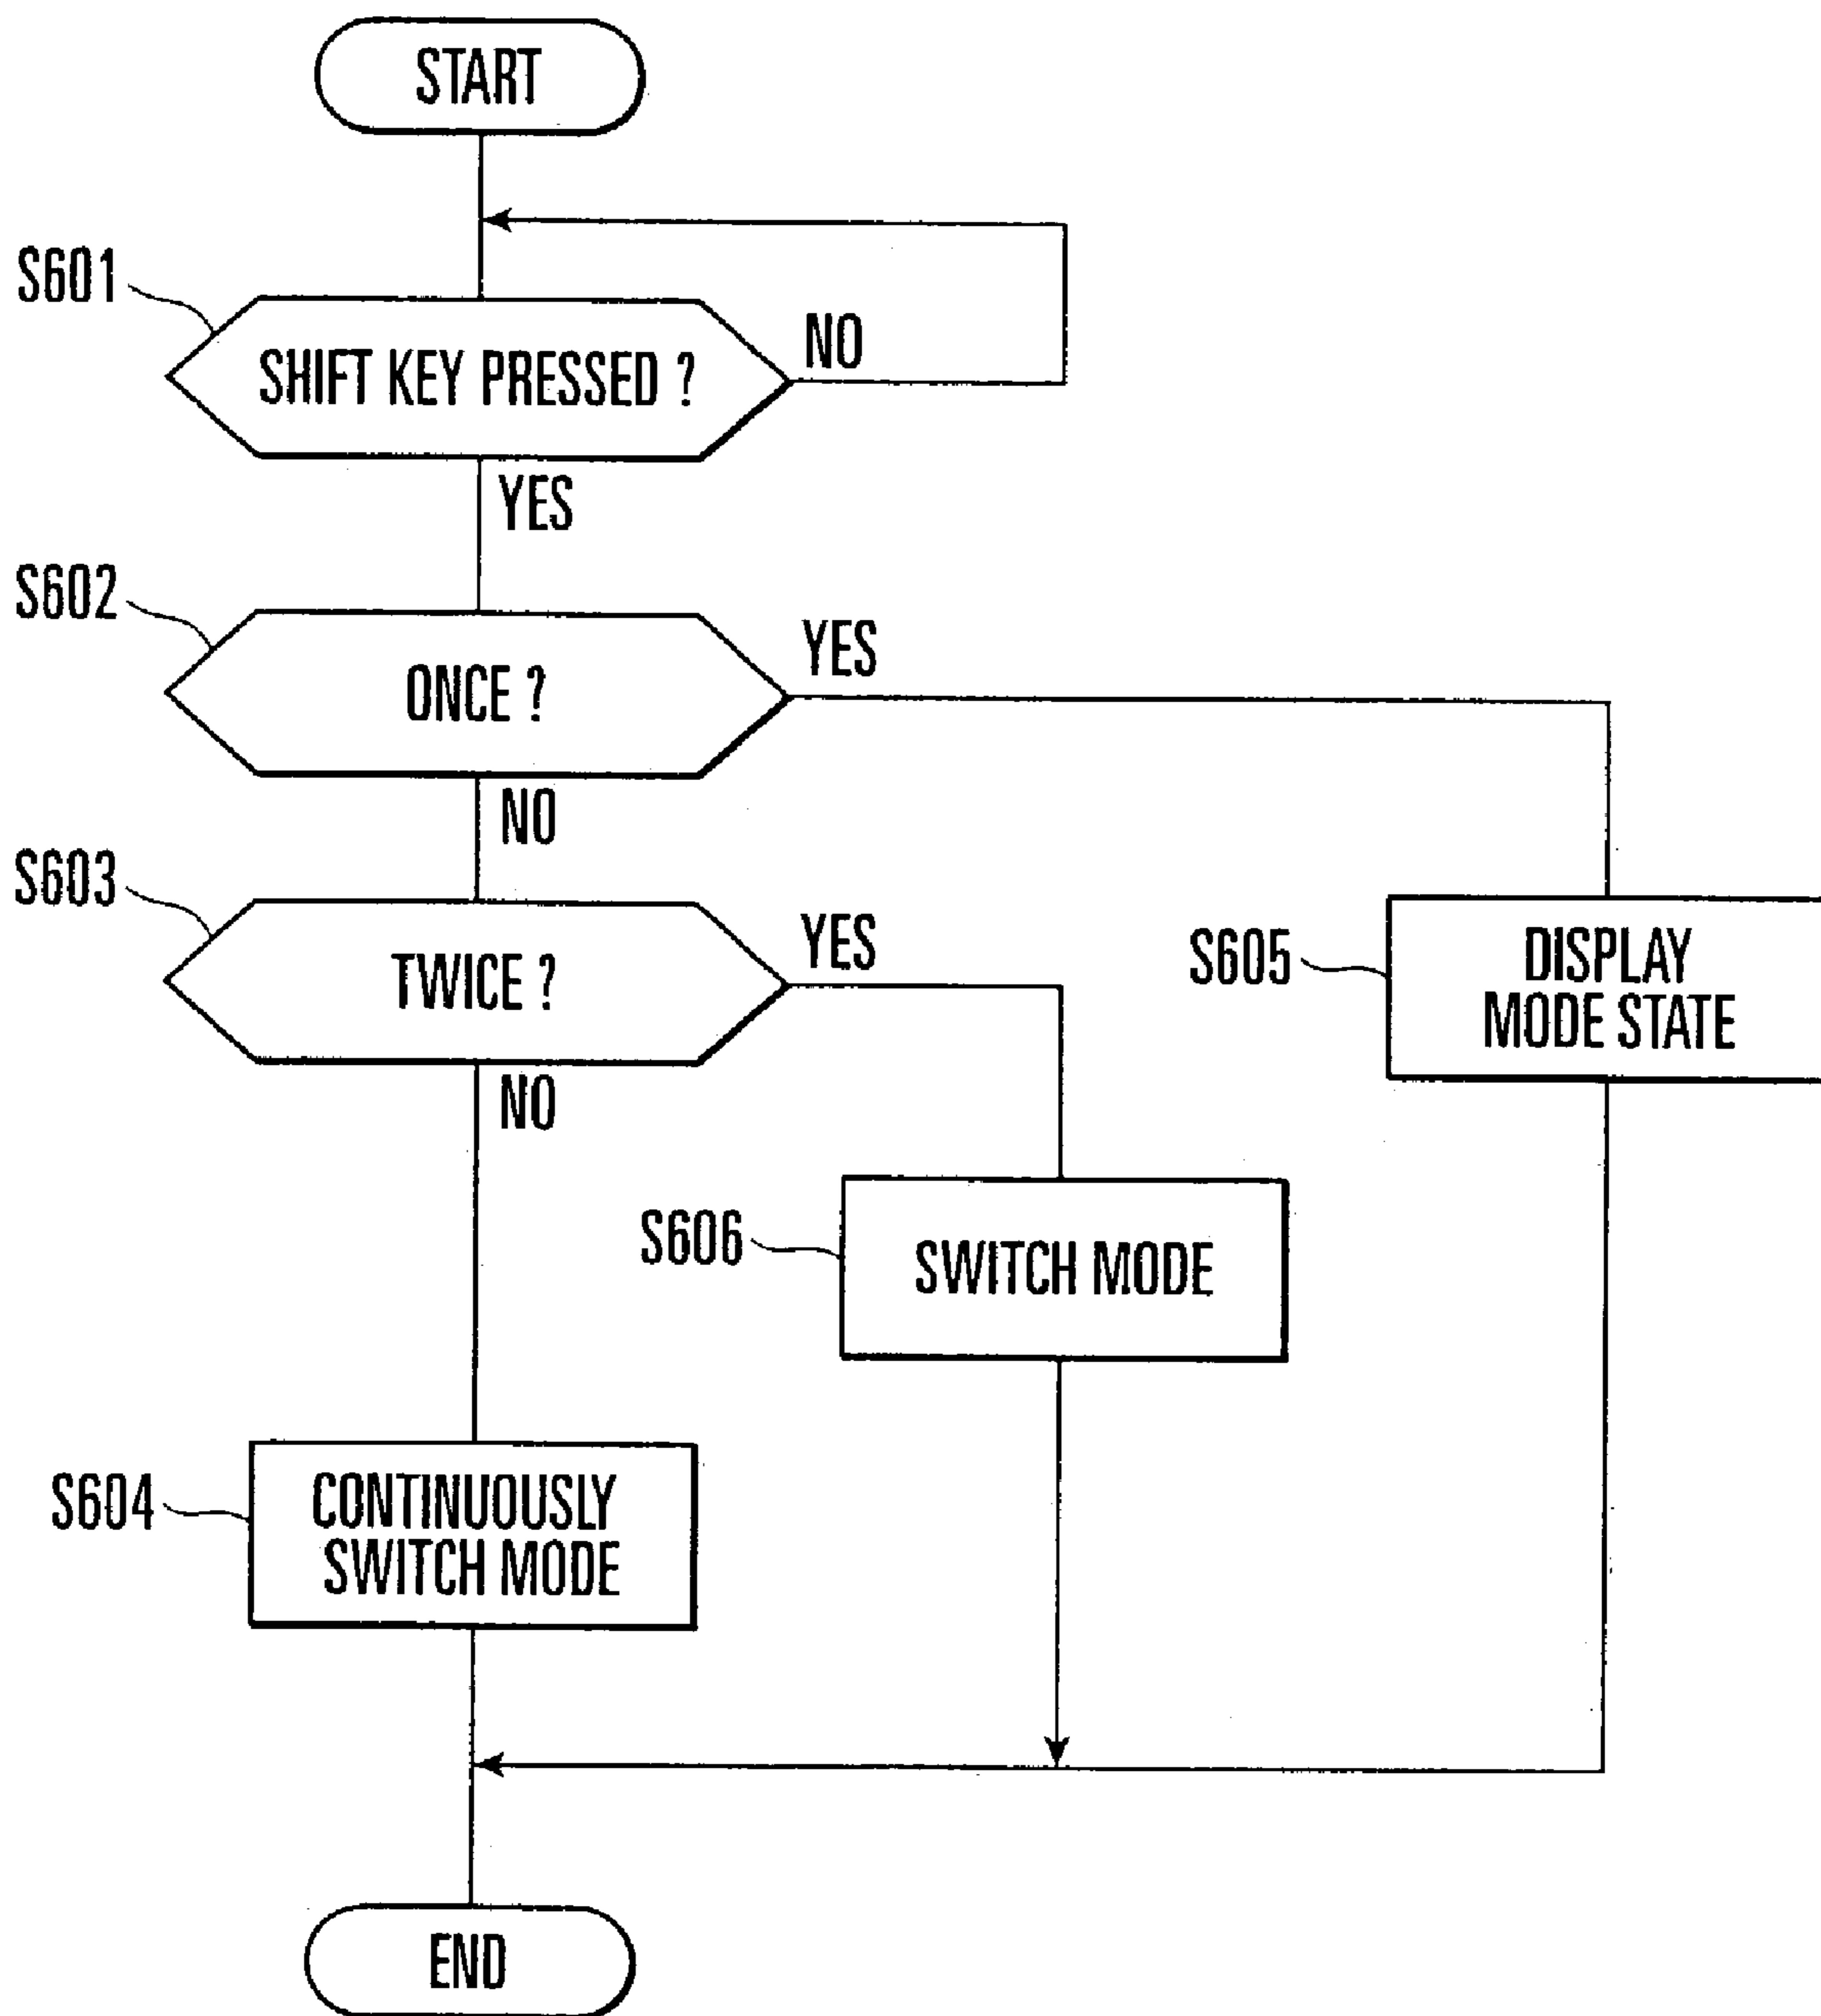 START
S601
SHIFT KEY PRESSED ?
NO
YES
S602
ONCE ?
YES
NO
S603
TWICE ?
YES
NO
S605
DISPLAY
MODE STATE
S606
SWITCH MODE
S604
CONTINUOUSLY
SWITCH MODE
END